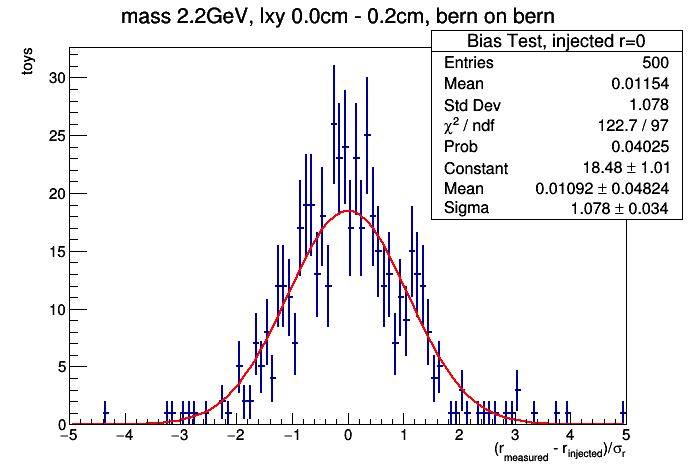 mass 2.2GeV, lxy 0.0cm - 0.2cm, bern on bern
toys
Bias Test, injected r=0
Entries 500
Mean 0.01154
Std Dev 1.078
χ² / ndf 122.7 / 97
Prob 0.04025
Constant 18.48 ± 1.01
Mean 0.01092 ± 0.04824
Sigma 1.078 ± 0.034
30
25
20
15
10
5
0
−5 −4 −3 −2 −1 0 1 2 3 4 5
(r_measured - r_injected)/σ_r